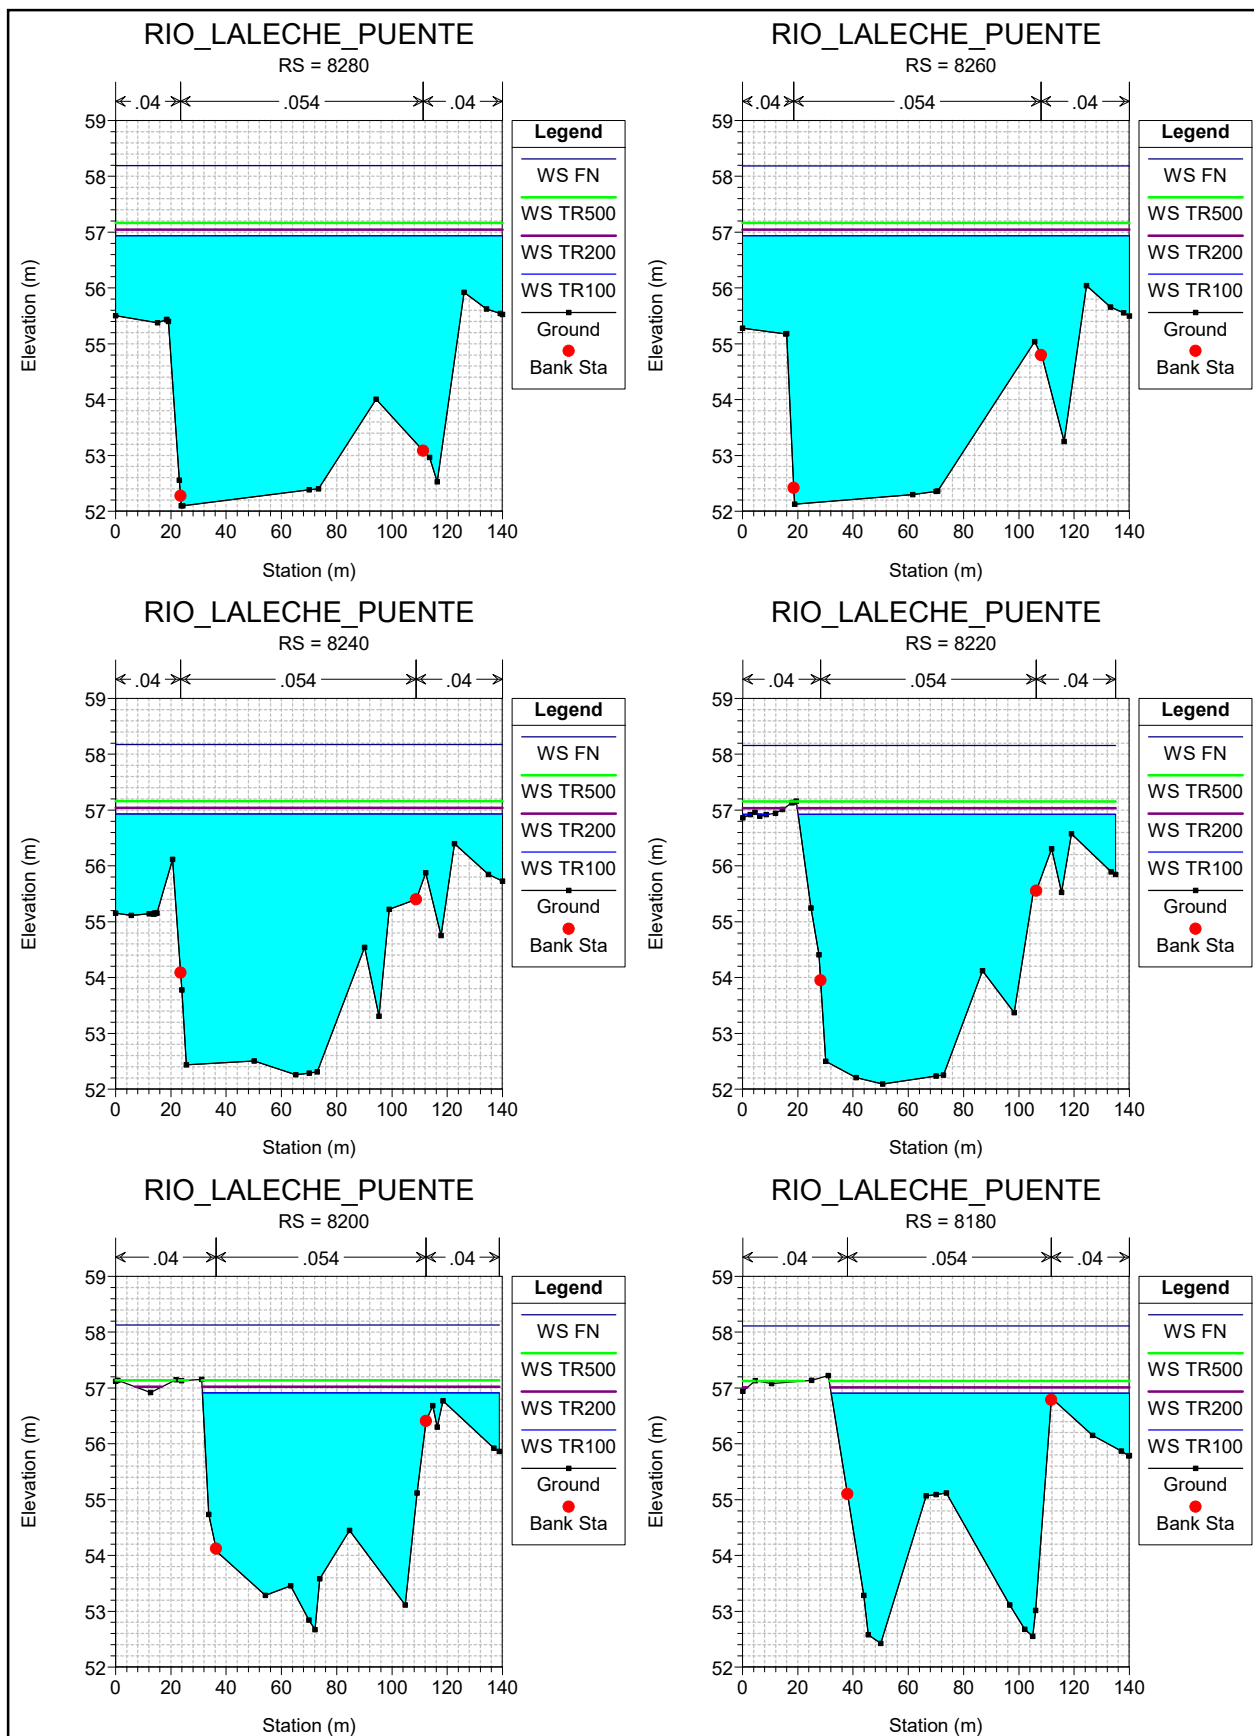 RIO_LALECHE_PUENTE
RS = 8280
.04 .054 .04
59
58
57
56
55
54
53
52
0 20 40 60 80 100 120 140
Elevation (m)
Station (m)
Legend
WS FN
WS TR500
WS TR200
WS TR100
Ground
Bank Sta
RIO_LALECHE_PUENTE
RS = 8260
.04 .054 .04
59
58
57
56
55
54
53
52
0 20 40 60 80 100 120 140
Elevation (m)
Station (m)
Legend
WS FN
WS TR500
WS TR200
WS TR100
Ground
Bank Sta
RIO_LALECHE_PUENTE
RS = 8240
.04 .054 .04
59
58
57
56
55
54
53
52
0 20 40 60 80 100 120 140
Elevation (m)
Station (m)
Legend
WS FN
WS TR500
WS TR200
WS TR100
Ground
Bank Sta
RIO_LALECHE_PUENTE
RS = 8220
.04 .054 .04
59
58
57
56
55
54
53
52
0 20 40 60 80 100 120 140
Elevation (m)
Station (m)
Legend
WS FN
WS TR500
WS TR200
WS TR100
Ground
Bank Sta
RIO_LALECHE_PUENTE
RS = 8200
.04 .054 .04
59
58
57
56
55
54
53
52
0 20 40 60 80 100 120 140
Elevation (m)
Station (m)
Legend
WS FN
WS TR500
WS TR200
WS TR100
Ground
Bank Sta
RIO_LALECHE_PUENTE
RS = 8180
.04 .054 .04
59
58
57
56
55
54
53
52
0 20 40 60 80 100 120 140
Elevation (m)
Station (m)
Legend
WS FN
WS TR500
WS TR200
WS TR100
Ground
Bank Sta